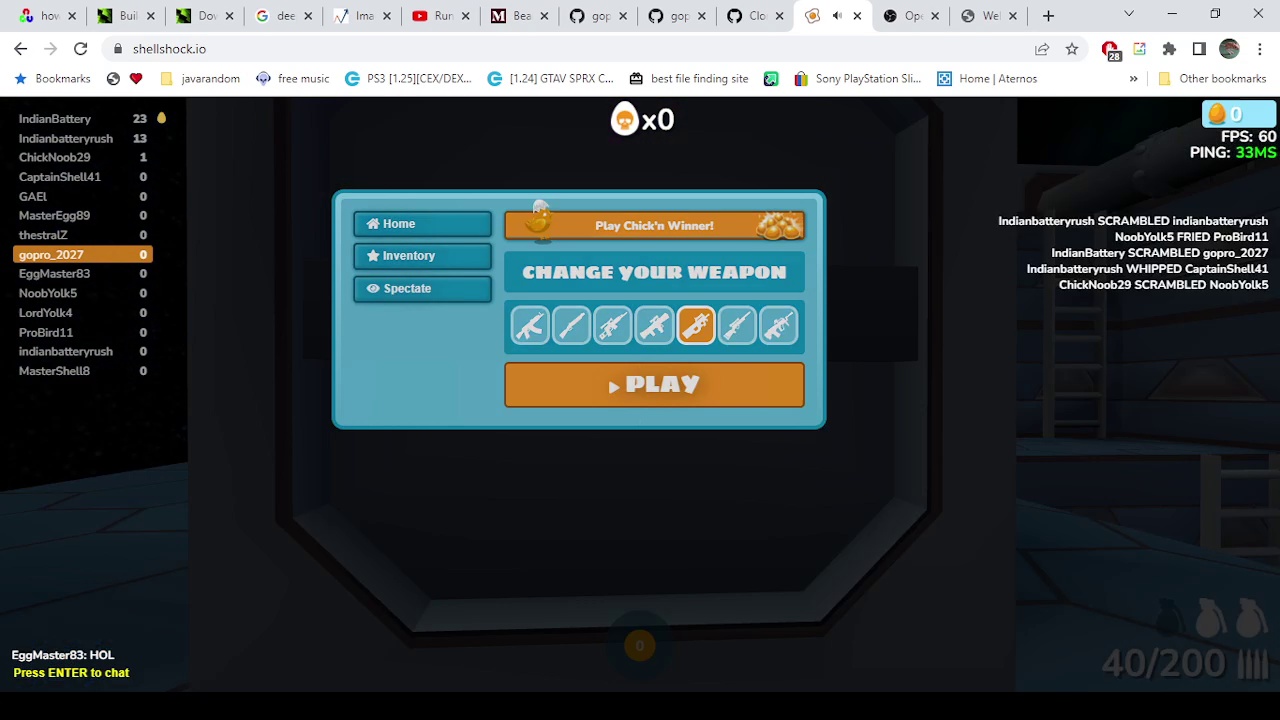 how
Buil
Dov
dee
Ima
Run
Bea
gop
gop
Clo
Ope
Wel
shellshock.io
28
Bookmarks
javarandom
free music
PS3 [1.25][CEX/DEX...
[1.24] GTAV SPRX C...
best file finding site
Sony PlayStation Sli...
Home | Aternos
»
Other bookmarks
IndianBattery 23
Indianbatteryrush 13
ChickNoob29 1
CaptainShell41 0
GAEl 0
MasterEgg89 0
thestralZ 0
gopro_2027 0
EggMaster83 0
NoobYolk5 0
LordYolk4 0
ProBird11 0
indianbatteryrush 0
MasterShell8 0
x0
0
FPS: 60
PING: 33MS
Indianbatteryrush SCRAMBLED indianbatteryrush
NoobYolk5 FRIED ProBird11
IndianBattery SCRAMBLED gopro_2027
Indianbatteryrush WHIPPED CaptainShell41
ChickNoob29 SCRAMBLED NoobYolk5
Home
Inventory
Spectate
Play Chick'n Winner!
CHANGE YOUR WEAPON
PLAY
0
EggMaster83: HOL
Press ENTER to chat
40/200